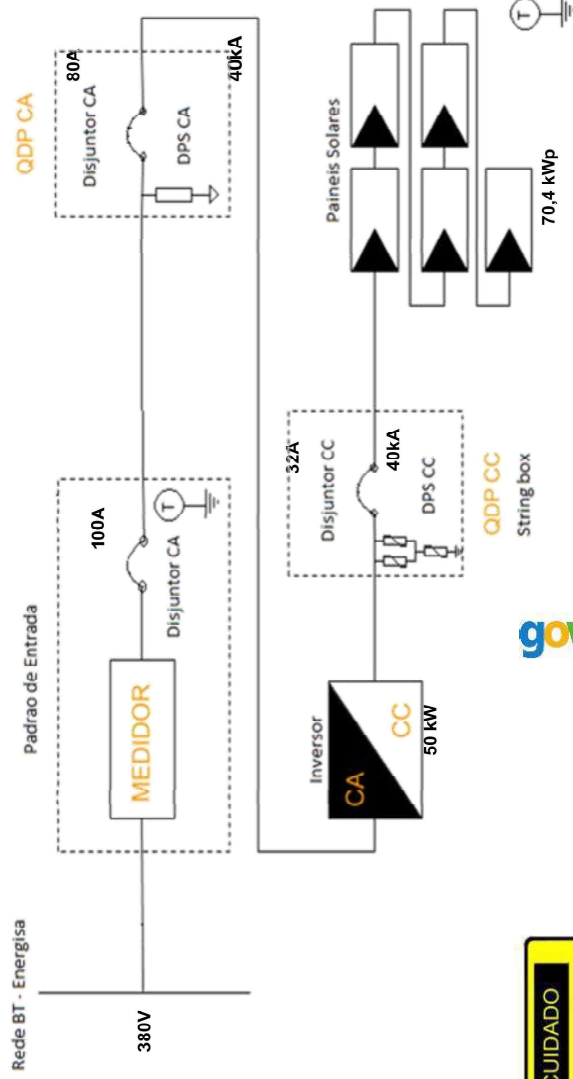 Rede BT - Energisa
380V
Padrao de Entrada
MEDIDOR
100A
Disjuntor CA
T
QDP CA
80A
Disjuntor CA
DPS CA
40kA
Inversor
CA
CC
50 kW
32A
Disjuntor CC
40kA
DPS CC
QDP CC
String box
Paineis Solares
70,4 kWp
T
CUIDADO